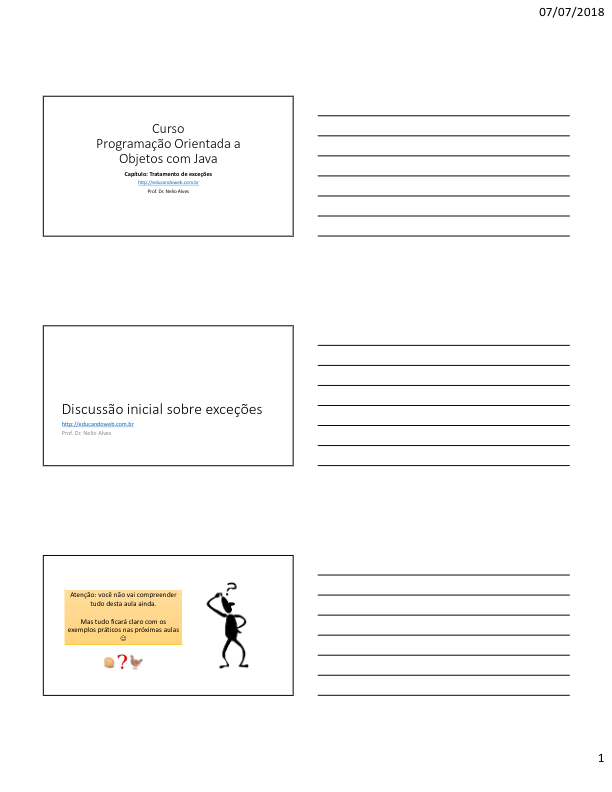 07/07/2018
Curso
Programação Orientada a
Objetos com Java
Capítulo: Tratamento de exceções
http://educandoweb.com.br
Prof. Dr. Nelio Alves
Discussão inicial sobre exceções
http://educandoweb.com.br
Prof. Dr. Nelio Alves
Atenção: você não vai compreender
tudo desta aula ainda.
Mas tudo ficará claro com os
exemplos práticos nas próximas aulas
☺
?
?
1